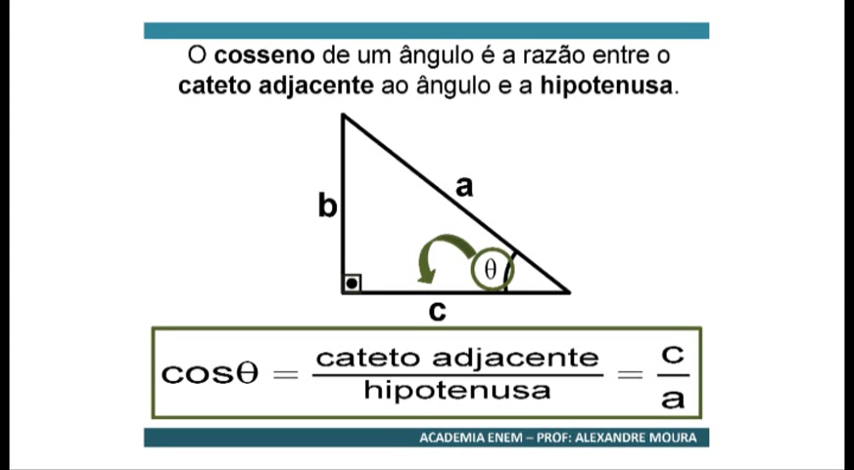 O cosseno de um ângulo é a razão entre o
cateto adjacente ao ângulo e a hipotenusa.
a
b
θ
c
cosθ = cateto adjacente / hipotenusa = c / a
ACADEMIA ENEM – PROF: ALEXANDRE MOURA